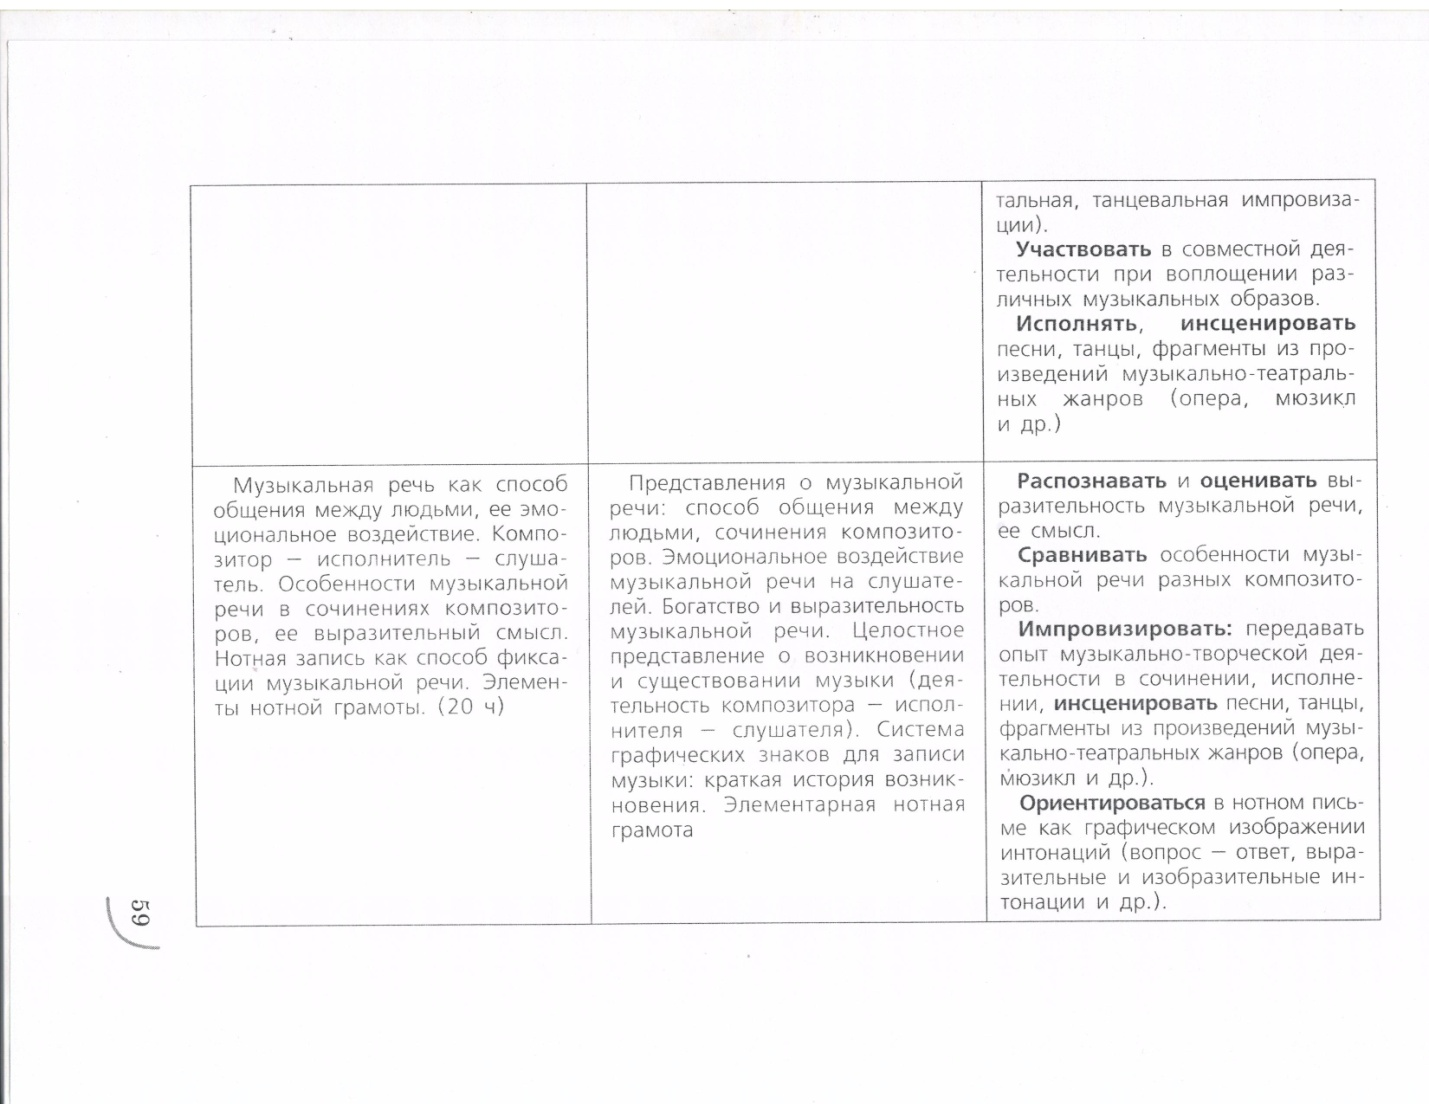 тальная, танцевальная импровиза-
ции).
Участвовать в совместной дея-
тельности при воплощении раз-
личных музыкальных образов.
Исполнять, инсценировать
песни, танцы, фрагменты из про-
изведений музыкально-театраль-
ных жанров (опера, мюзикл
и др.)
Музыкальная речь как способ
общения между людьми, ее эмо-
циональное воздействие. Компо-
зитор — исполнитель — слуша-
тель. Особенности музыкальной
речи в сочинениях композито-
ров, ее выразительный смысл.
Нотная запись как способ фикса-
ции музыкальной речи. Элемен-
ты нотной грамоты. (20 ч)
Представления о музыкальной
речи: способ общения между
людьми, сочинения композито-
ров. Эмоциональное воздействие
музыкальной речи на слушате-
лей. Богатство и выразительность
музыкальной речи. Целостное
представление о возникновении
и существовании музыки (дея-
тельность композитора — испол-
нителя — слушателя). Система
графических знаков для записи
музыки: краткая история возник-
новения. Элементарная нотная
грамота
Распознавать и оценивать вы-
разительность музыкальной речи,
ее смысл.
Сравнивать особенности музы-
кальной речи разных композито-
ров.
Импровизировать: передавать
опыт музыкально-творческой дея-
тельности в сочинении, исполне-
нии, инсценировать песни, танцы,
фрагменты из произведений музы-
кально-театральных жанров (опера,
мюзикл и др.).
Ориентироваться в нотном пись-
ме как графическом изображении
интонаций (вопрос — ответ, выра-
зительные и изобразительные ин-
тонации и др.).
59